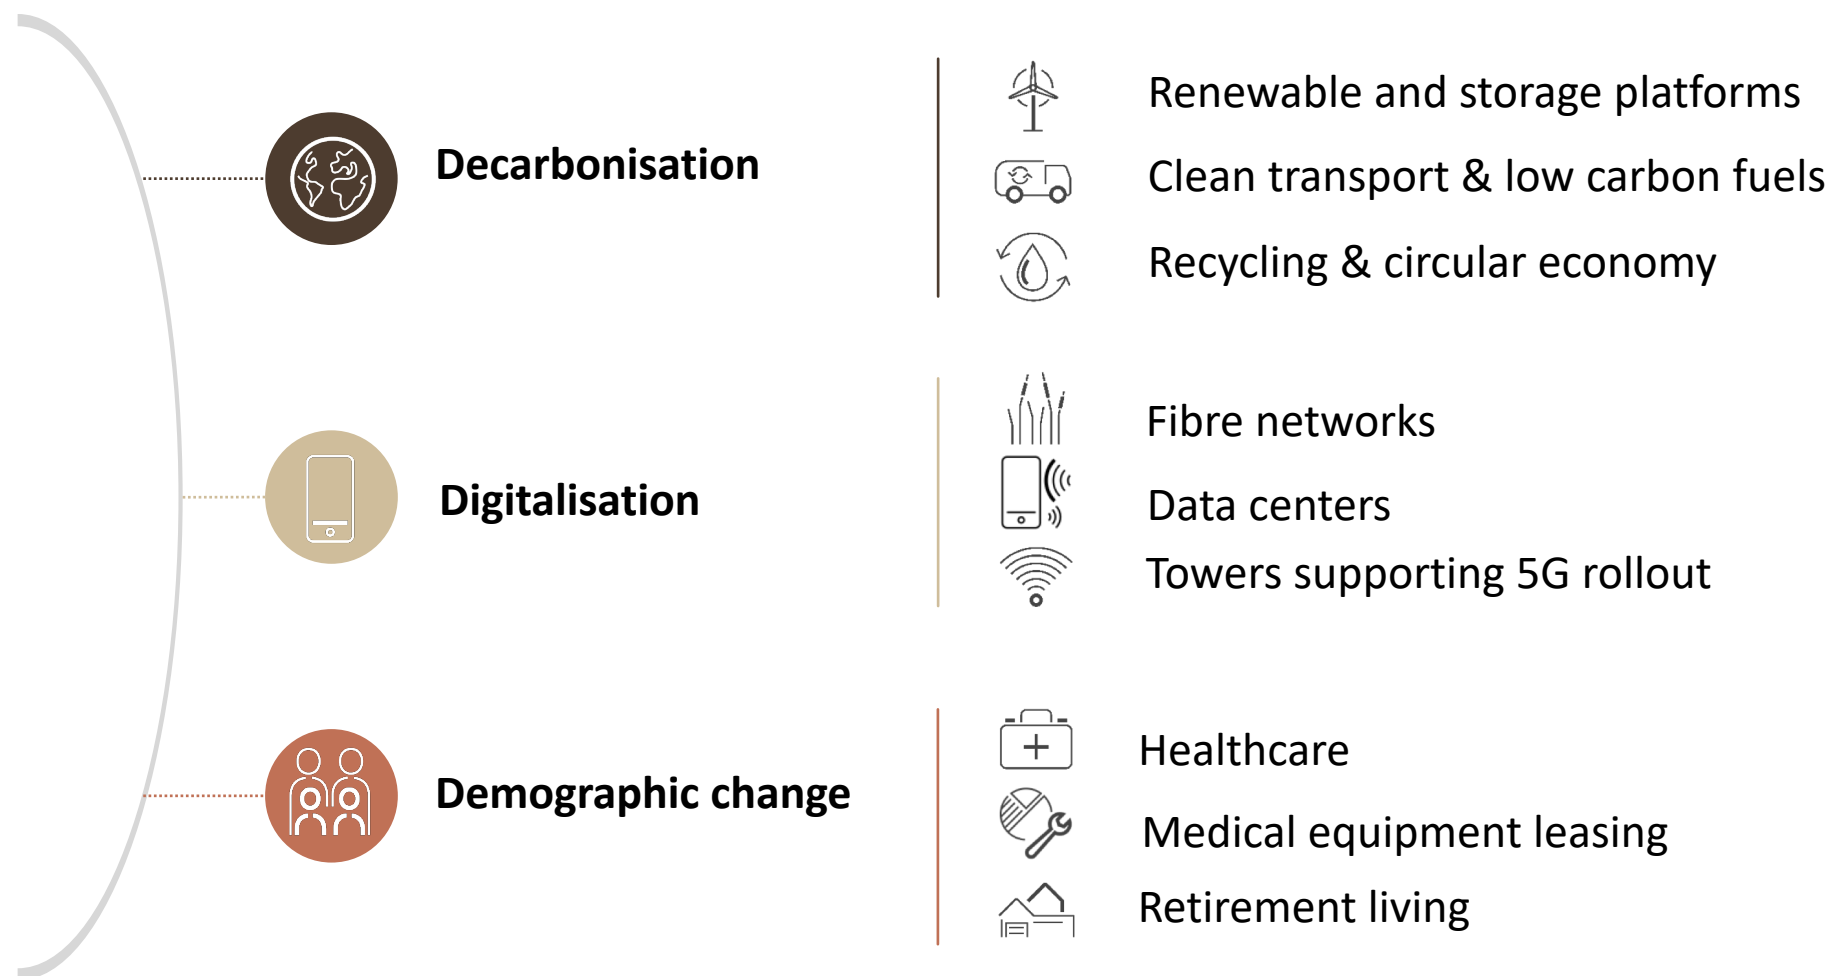 Decarbonisation
Renewable and storage platforms
Clean transport & low carbon fuels
Recycling & circular economy
Digitalisation
Fibre networks
Data centers
Towers supporting 5G rollout
Demographic change
Healthcare
Medical equipment leasing
Retirement living